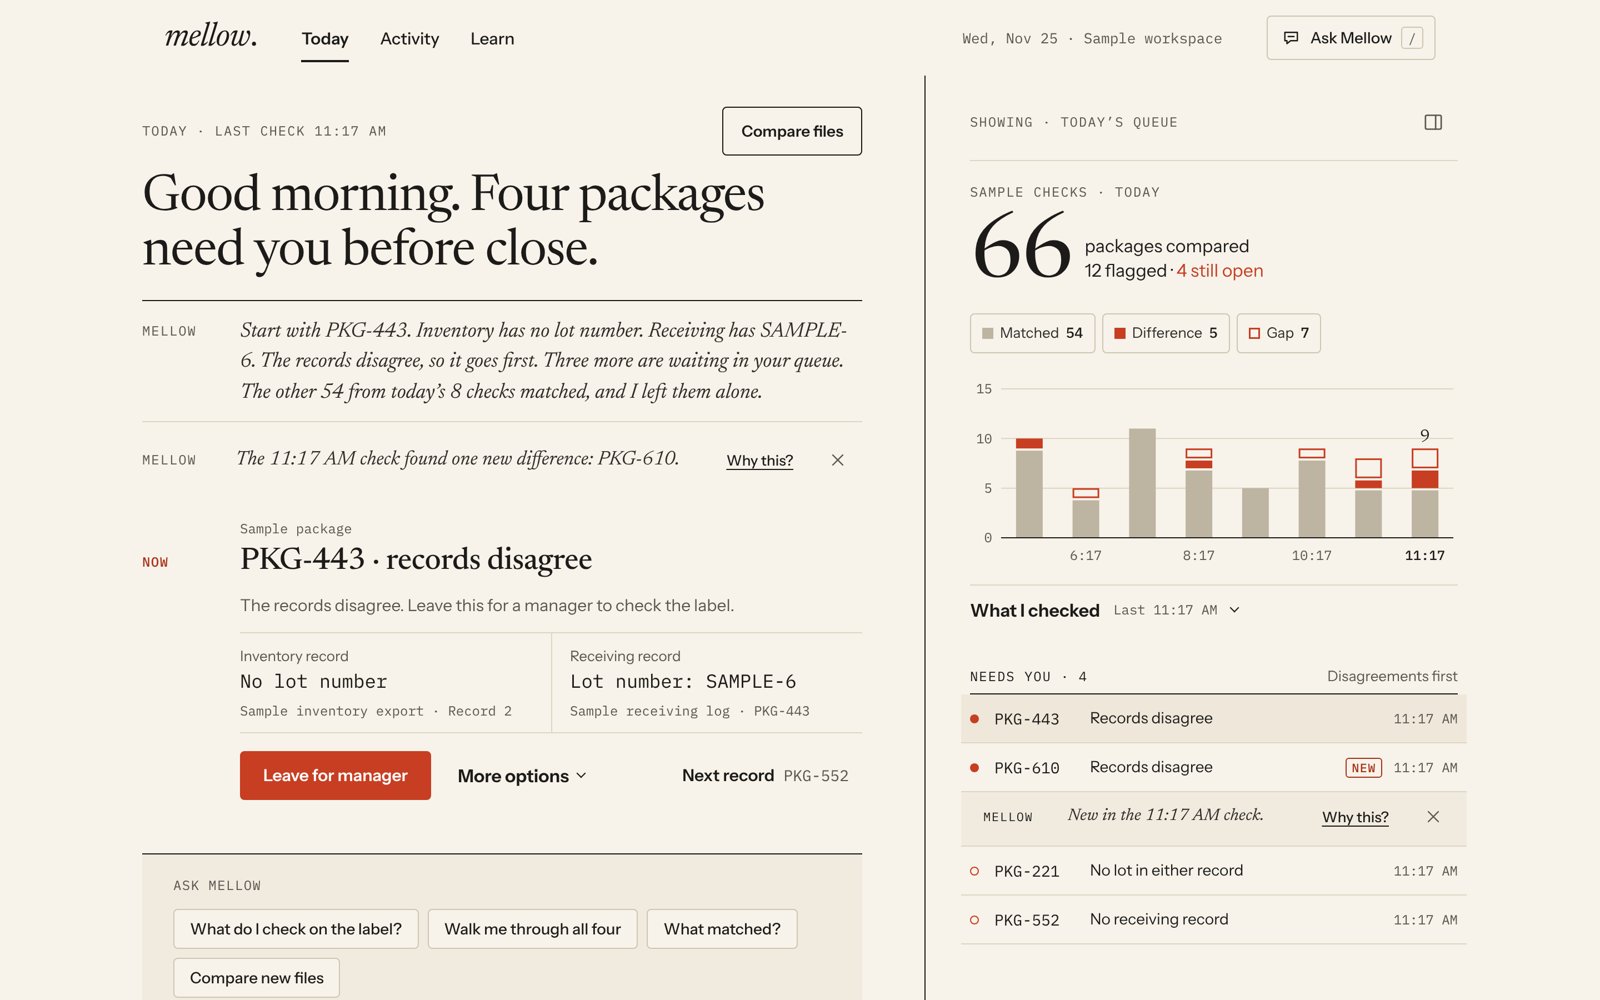 mellow.
Today
Activity
Learn
Wed, Nov 25 · Sample workspace
Ask Mellow /
TODAY · LAST CHECK 11:17 AM
Compare files
Good morning. Four packages
need you before close.
MELLOW
Start with PKG-443. Inventory has no lot number. Receiving has SAMPLE-
6. The records disagree, so it goes first. Three more are waiting in your queue.
The other 54 from today’s 8 checks matched, and I left them alone.
MELLOW
The 11:17 AM check found one new difference: PKG-610.
Why this?
Sample package
NOW
PKG-443 · records disagree
The records disagree. Leave this for a manager to check the label.
Inventory record
No lot number
Sample inventory export · Record 2
Receiving record
Lot number: SAMPLE-6
Sample receiving log · PKG-443
Leave for manager
More options
Next record PKG-552
ASK MELLOW
What do I check on the label?
Walk me through all four
What matched?
Compare new files
SHOWING · TODAY’S QUEUE
SAMPLE CHECKS · TODAY
66
packages compared
12 flagged · 4 still open
Matched 54
Difference 5
Gap 7
15
10
5
0
9
6:17
8:17
10:17
11:17
What I checked
Last 11:17 AM
NEEDS YOU · 4
Disagreements first
PKG-443 Records disagree 11:17 AM
PKG-610 Records disagree NEW 11:17 AM
MELLOW New in the 11:17 AM check. Why this?
PKG-221 No lot in either record 11:17 AM
PKG-552 No receiving record 11:17 AM